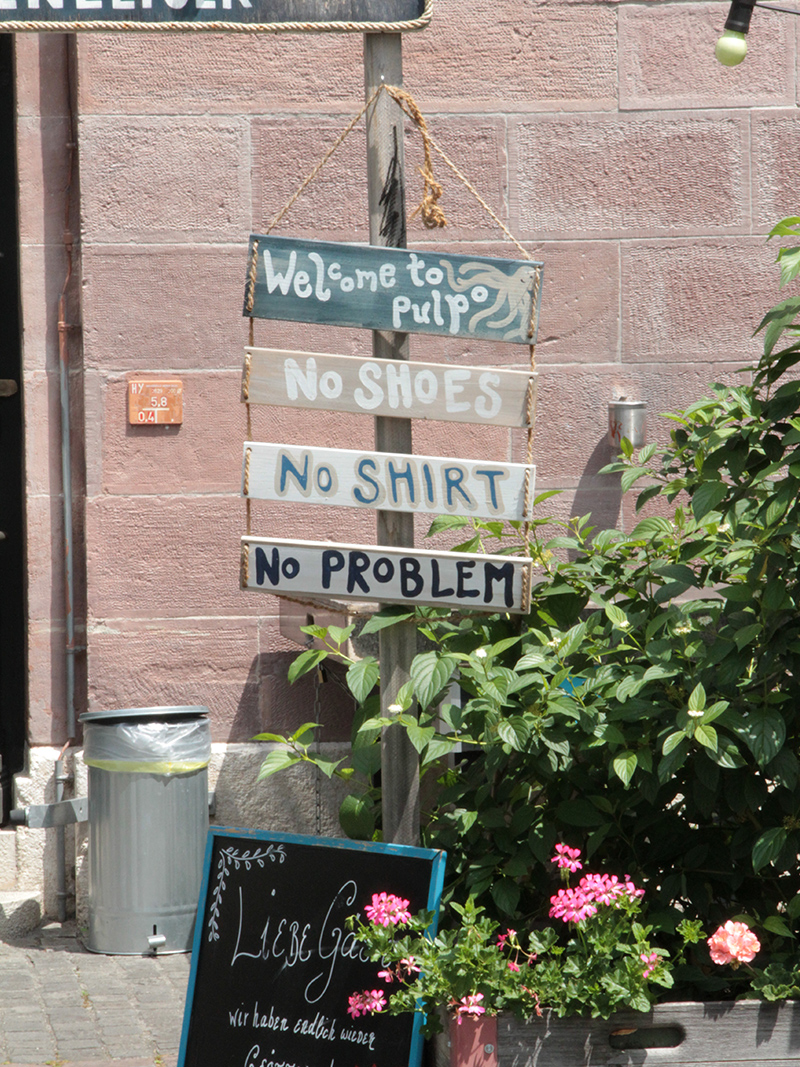 Welcome to
pulpo
No SHOES
No SHIRT
No PROBLEM
HY
5,8
0,4
LiEBE
wir haben endlich wieder